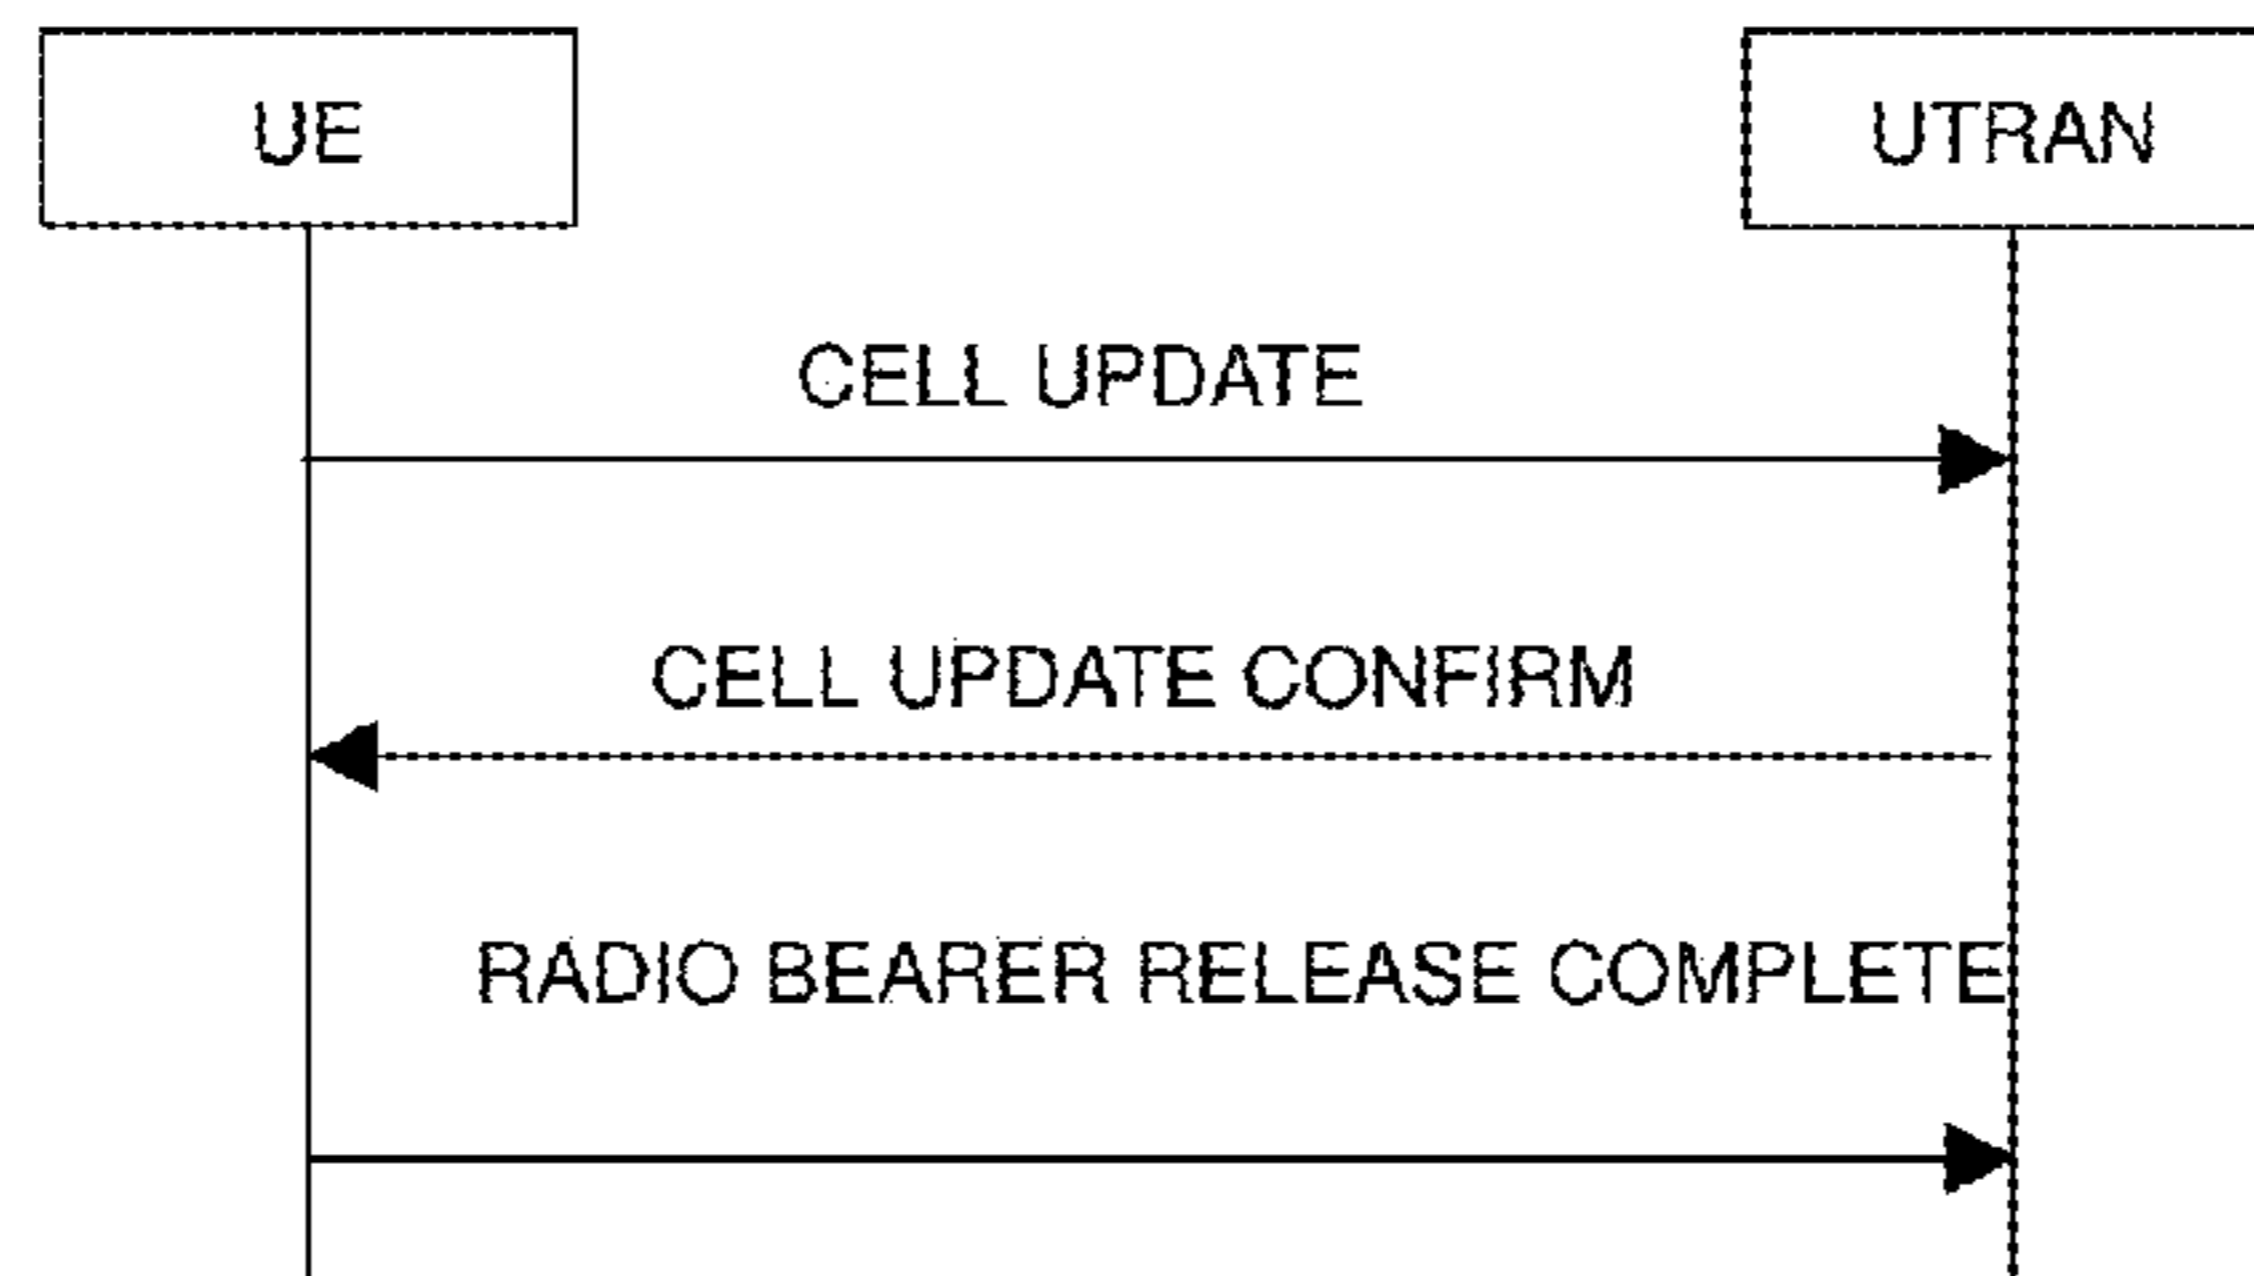 UE
UTRAN
CELL UPDATE
CELL UPDATE CONFIRM
RADIO BEARER RELEASE COMPLETE